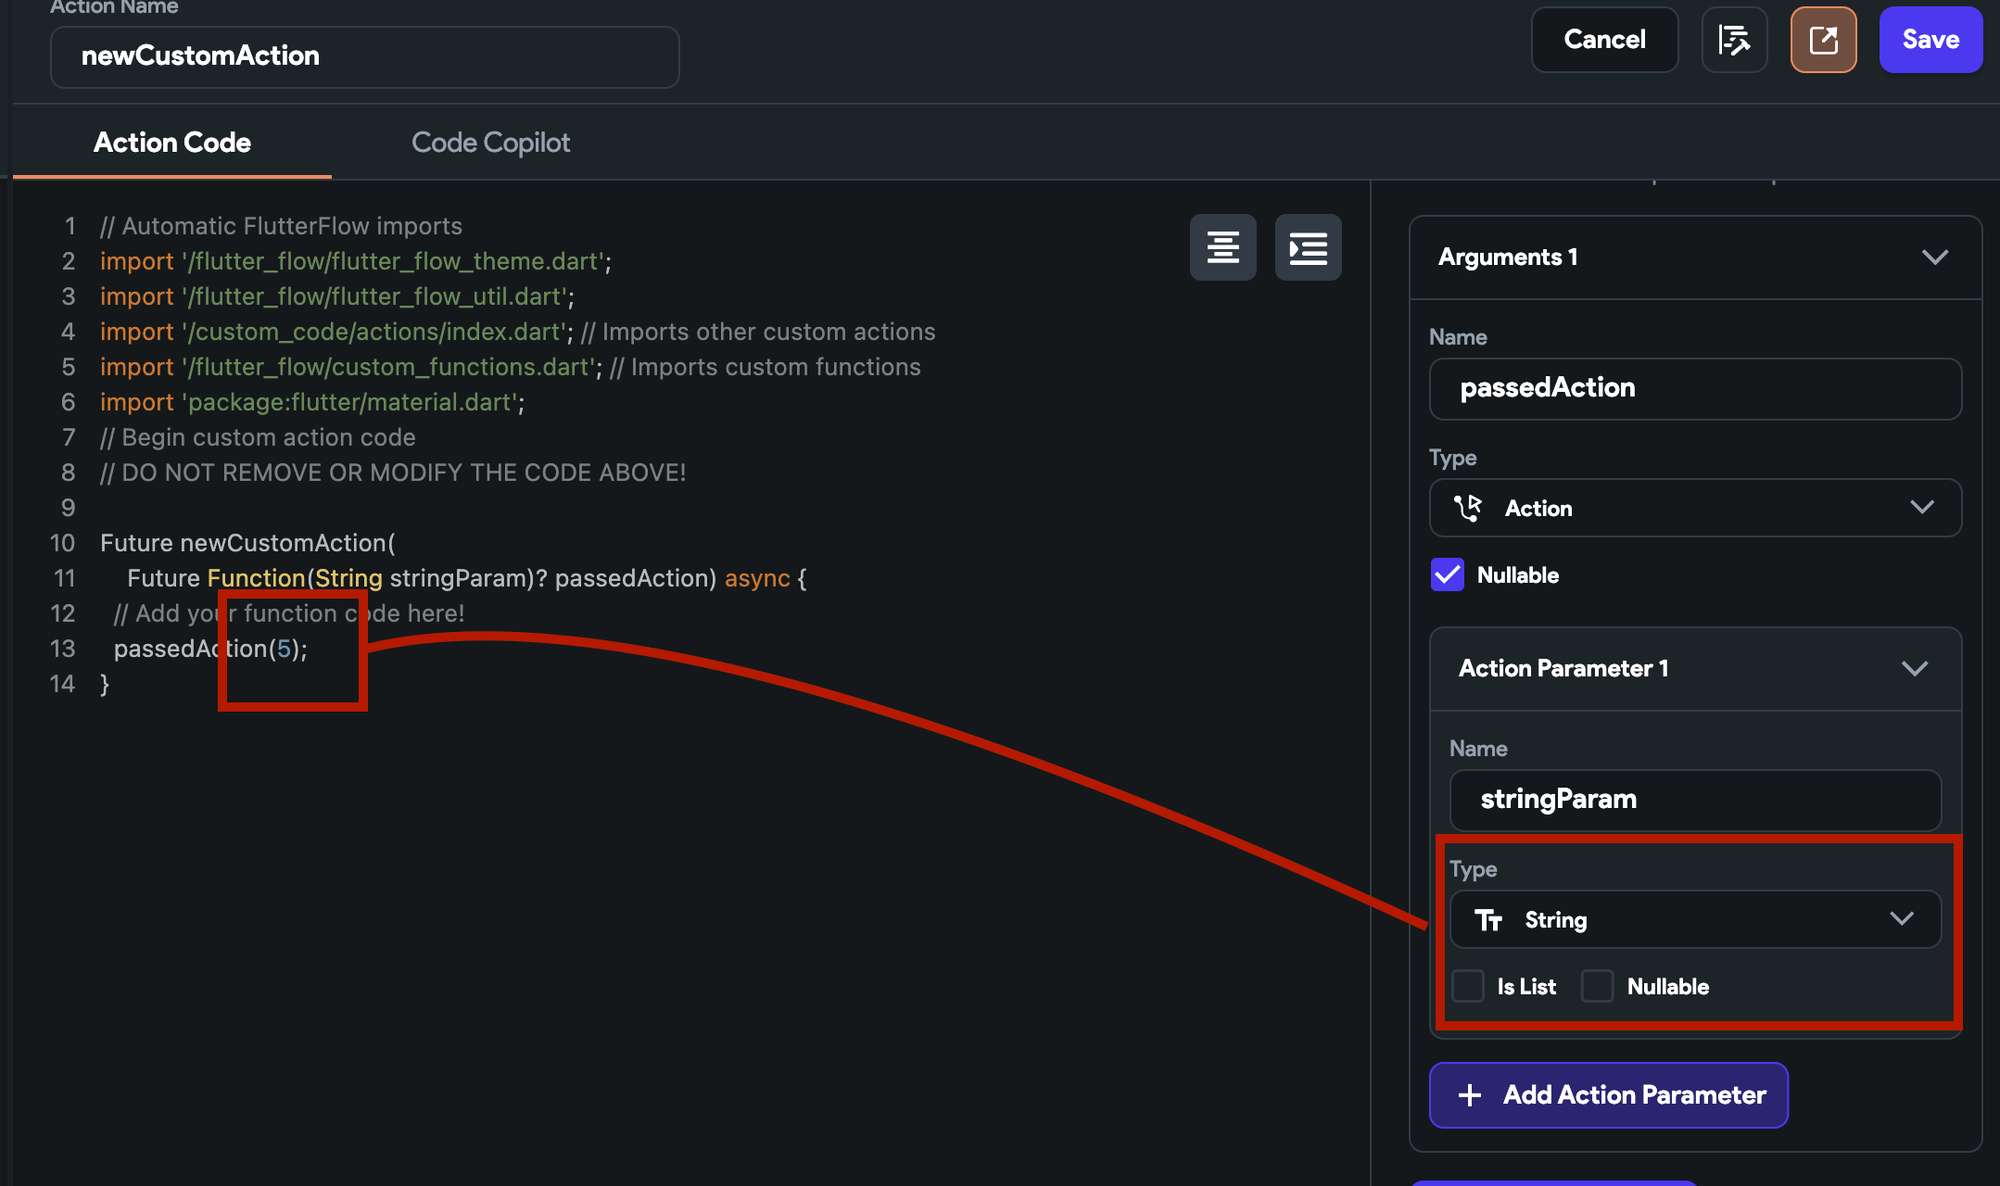 Action Name
newCustomAction
Cancel
Save
Action Code
Code Copilot
1 // Automatic FlutterFlow imports
2 import '/flutter_flow/flutter_flow_theme.dart';
3 import '/flutter_flow/flutter_flow_util.dart';
4 import '/custom_code/actions/index.dart'; // Imports other custom actions
5 import '/flutter_flow/custom_functions.dart'; // Imports custom functions
6 import 'package:flutter/material.dart';
7 // Begin custom action code
8 // DO NOT REMOVE OR MODIFY THE CODE ABOVE!
9
10 Future newCustomAction(
11 Future Function(String stringParam)? passedAction) async {
12 // Add your function code here!
13 passedAction(5);
14 }
Arguments 1
Name
passedAction
Type
Action
Nullable
Action Parameter 1
Name
stringParam
Type
Tт String
Is List Nullable
+ Add Action Parameter